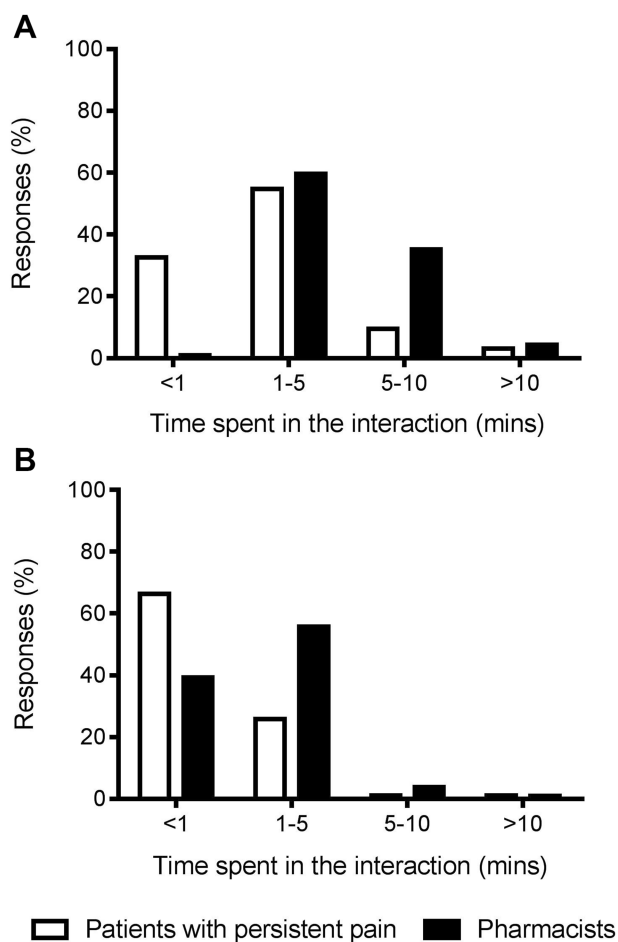 A
100
80
60
40
20
0
Responses (%)
<1 1-5 5-10 >10
Time spent in the interaction (mins)
B
100
80
60
40
20
0
Responses (%)
<1 1-5 5-10 >10
Time spent in the interaction (mins)
Patients with persistent pain Pharmacists